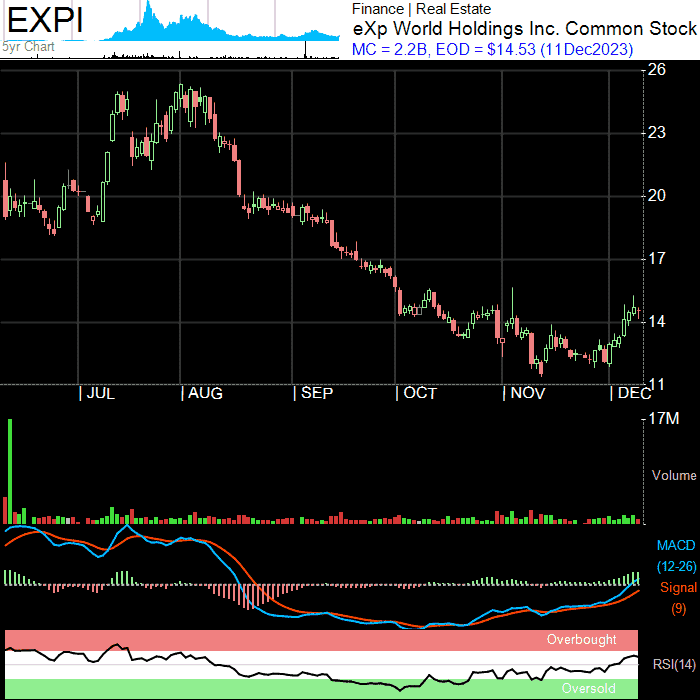 EXPI
5yr Chart
Finance | Real Estate
eXp World Holdings Inc. Common Stock
MC = 2.2B, EOD = $14.53 (11Dec2023)
26
23
20
17
14
11
JUL
AUG
SEP
OCT
NOV
DEC
17M
Volume
MACD
(12-26)
Signal
(9)
Overbought
RSI(14)
Oversold